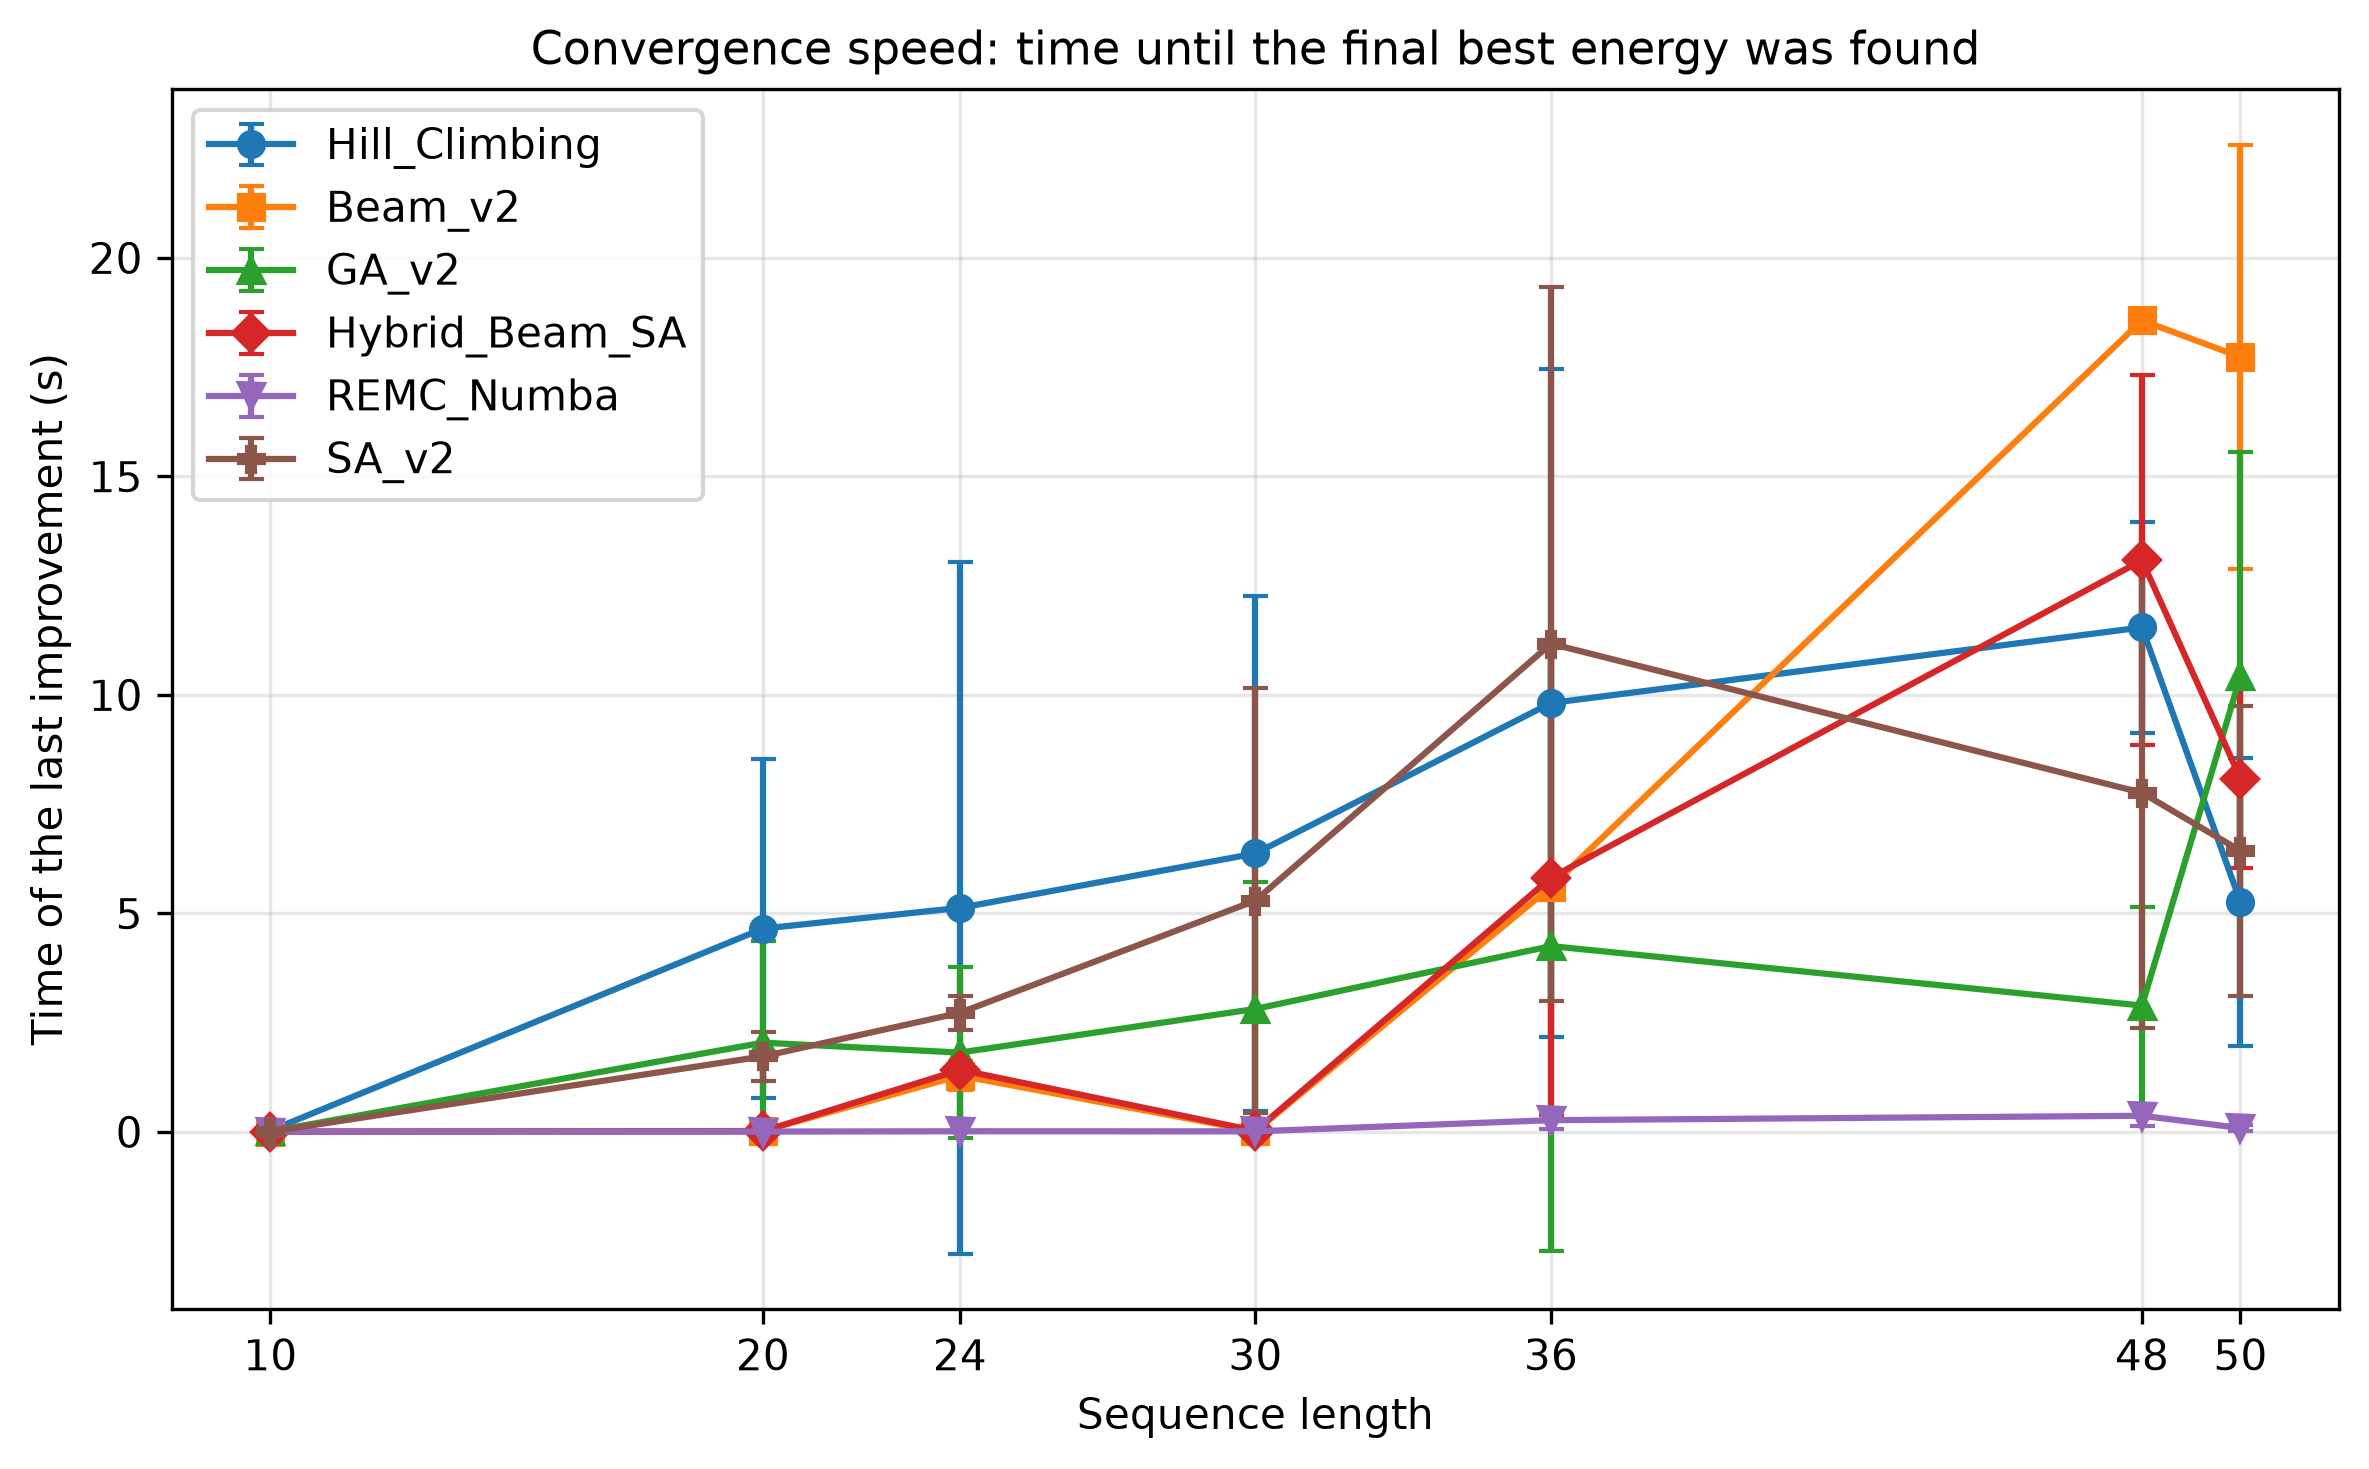 Convergence speed: time until the final best energy was found
Hill_Climbing
Beam_v2
GA_v2
Hybrid_Beam_SA
REMC_Numba
SA_v2
Time of the last improvement (s)
20
15
10
5
0
10 20 24 30 36 48 50
Sequence length